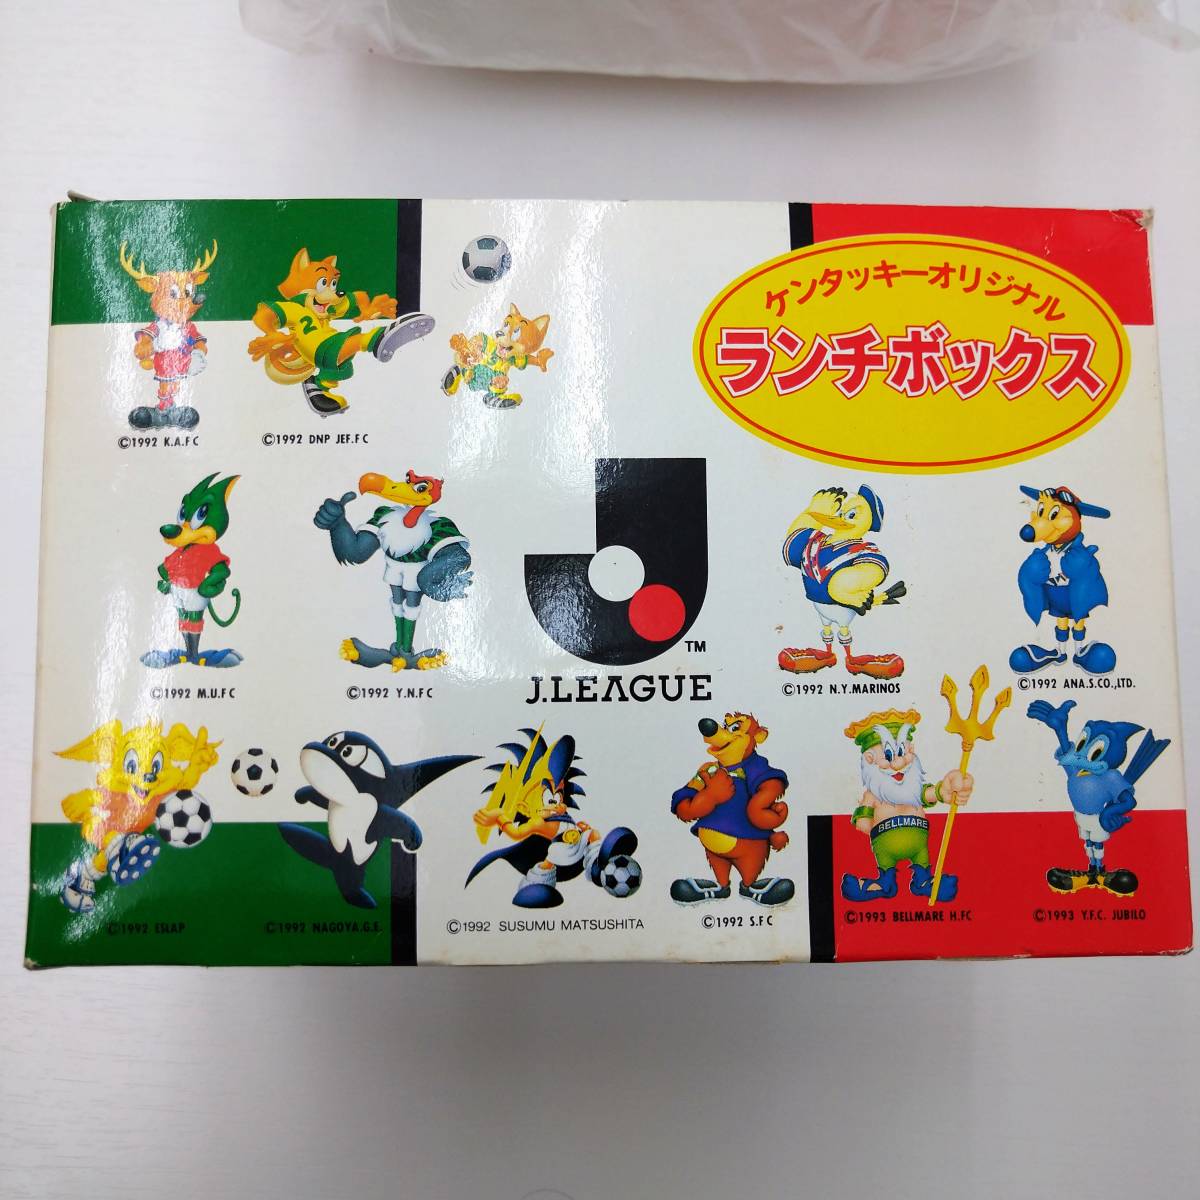 ケンタッキーオリジナル
ランチボックス
2
©1992 K.A.F C
©1992 DNP JEF.F C
©1992 M.U.F C
©1992 Y.N.F C
TM
J.LEAGUE
©1992 N.Y.MARINOS
©1992 ANA.S.CO.,LTD.
BELLMARE
©1992 ESLAP
©1992 NAGOYA.G.E.
©1992 SUSUMU MATSUSHITA
©1992 S.F C
©1993 BELLMARE H.FC
©1993 Y.F.C. JUBILO